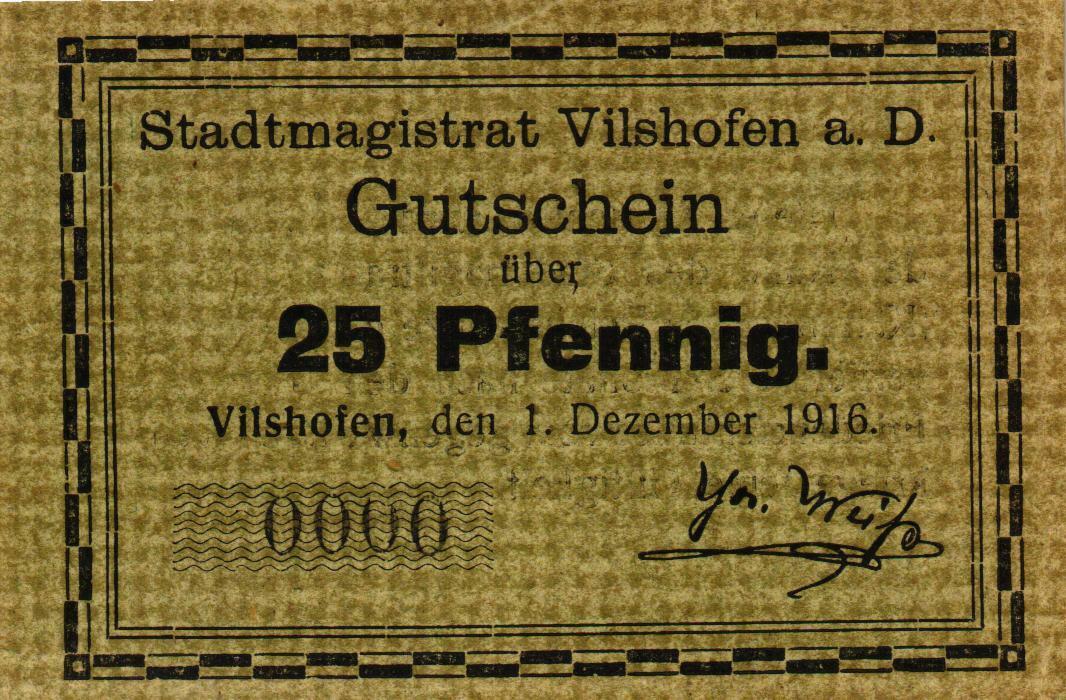 Stadtmagistrat Vilshofen a. D.
Gutschein
über
25 Pfennig.
Vilshofen, den 1. Dezember 1916.
0000